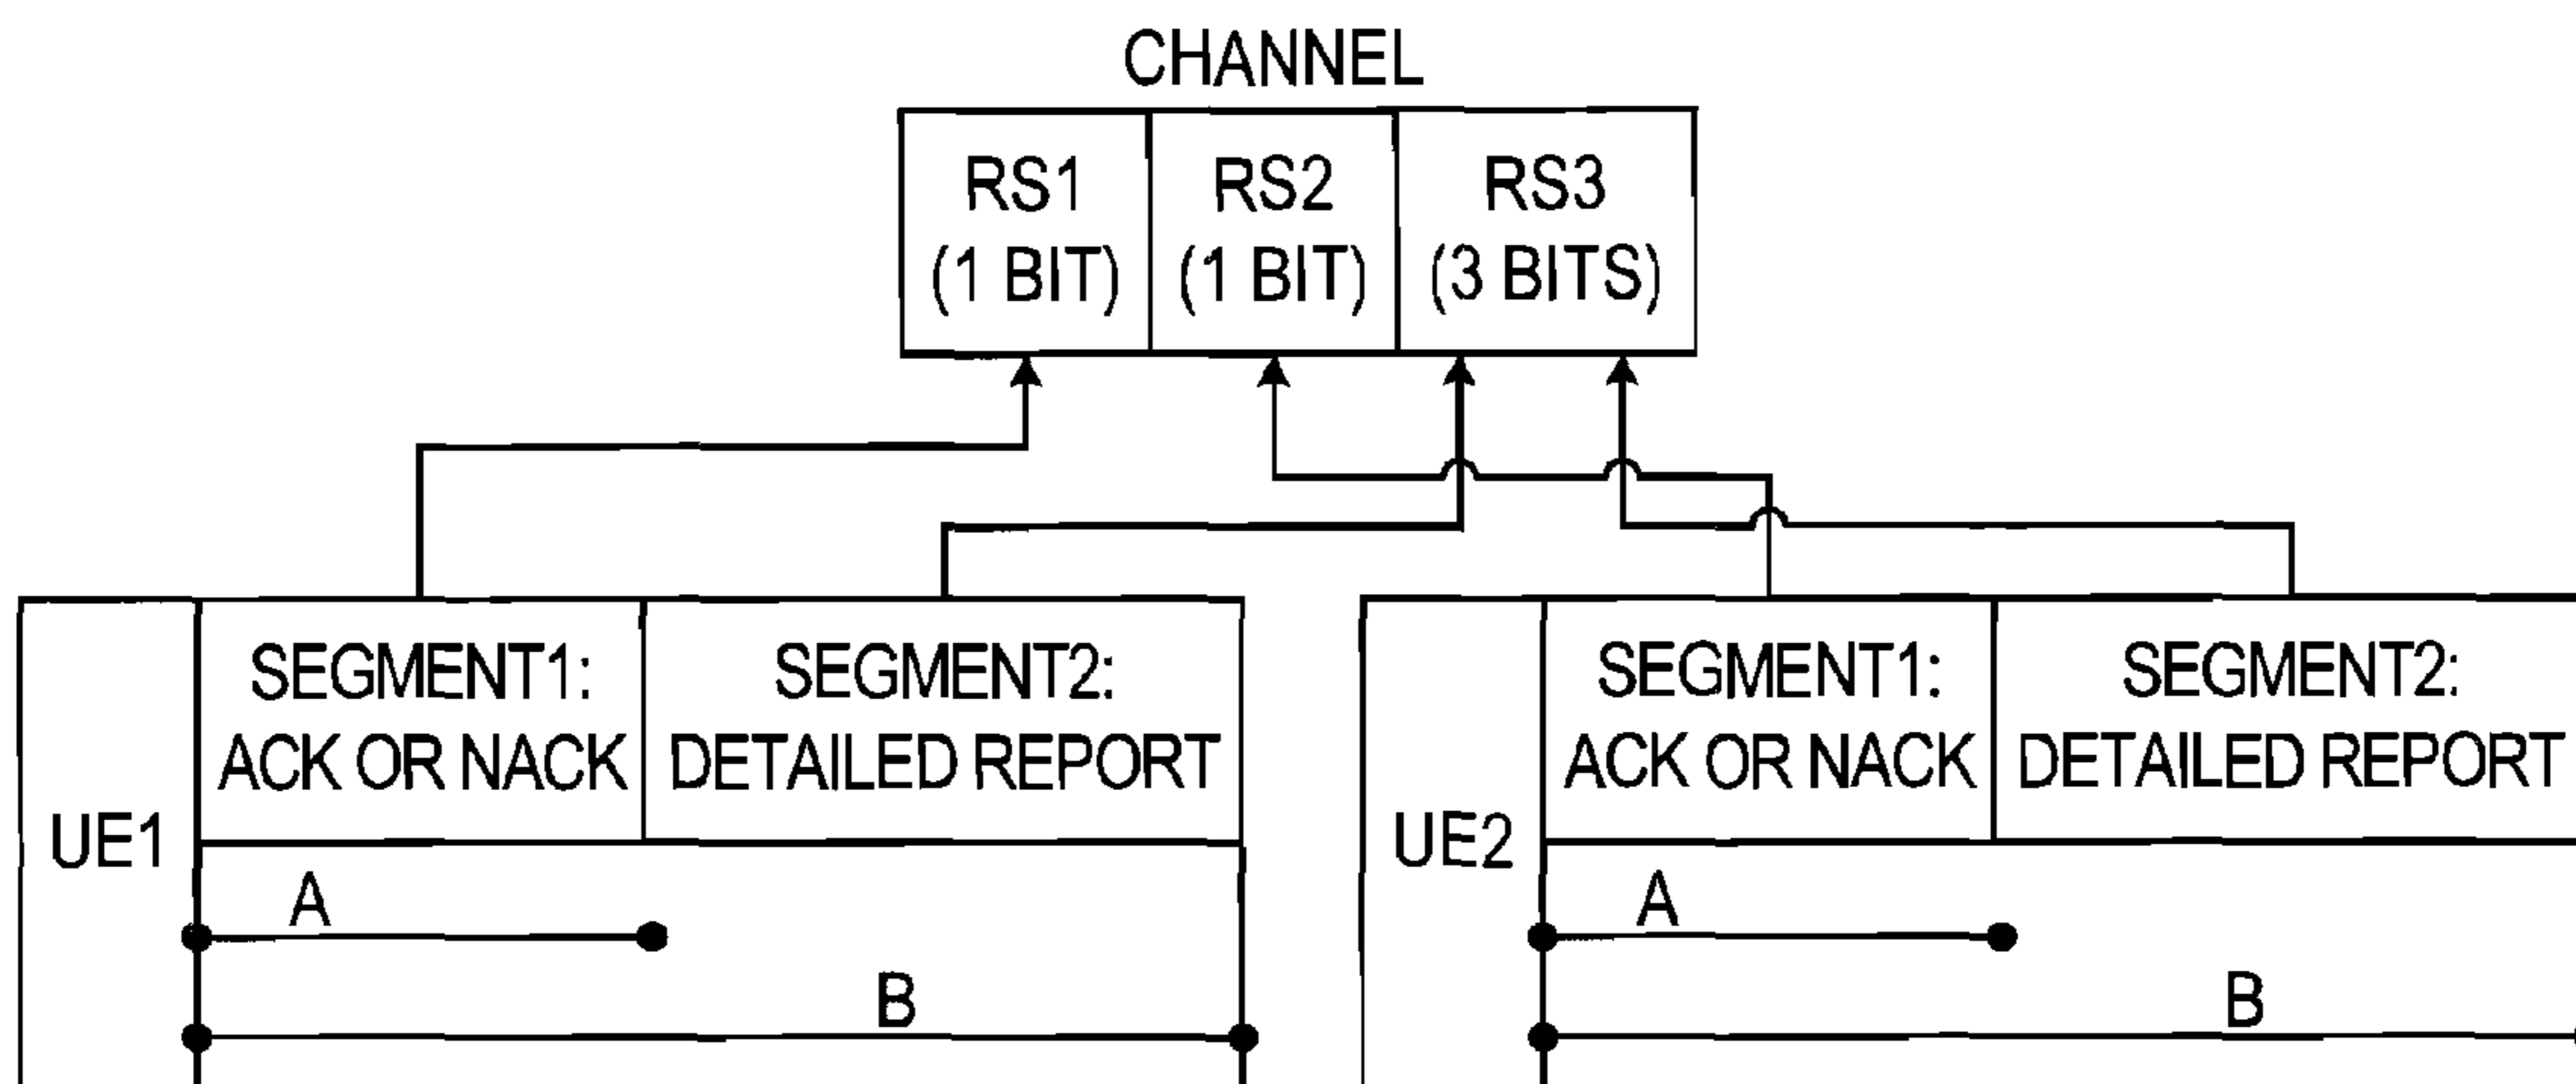 CHANNEL
RS1
(1 BIT)
RS2
(1 BIT)
RS3
(3 BITS)
UE1
SEGMENT1:
ACK OR NACK
SEGMENT2:
DETAILED REPORT
A
B
UE2
SEGMENT1:
ACK OR NACK
SEGMENT2:
DETAILED REPORT
A
B